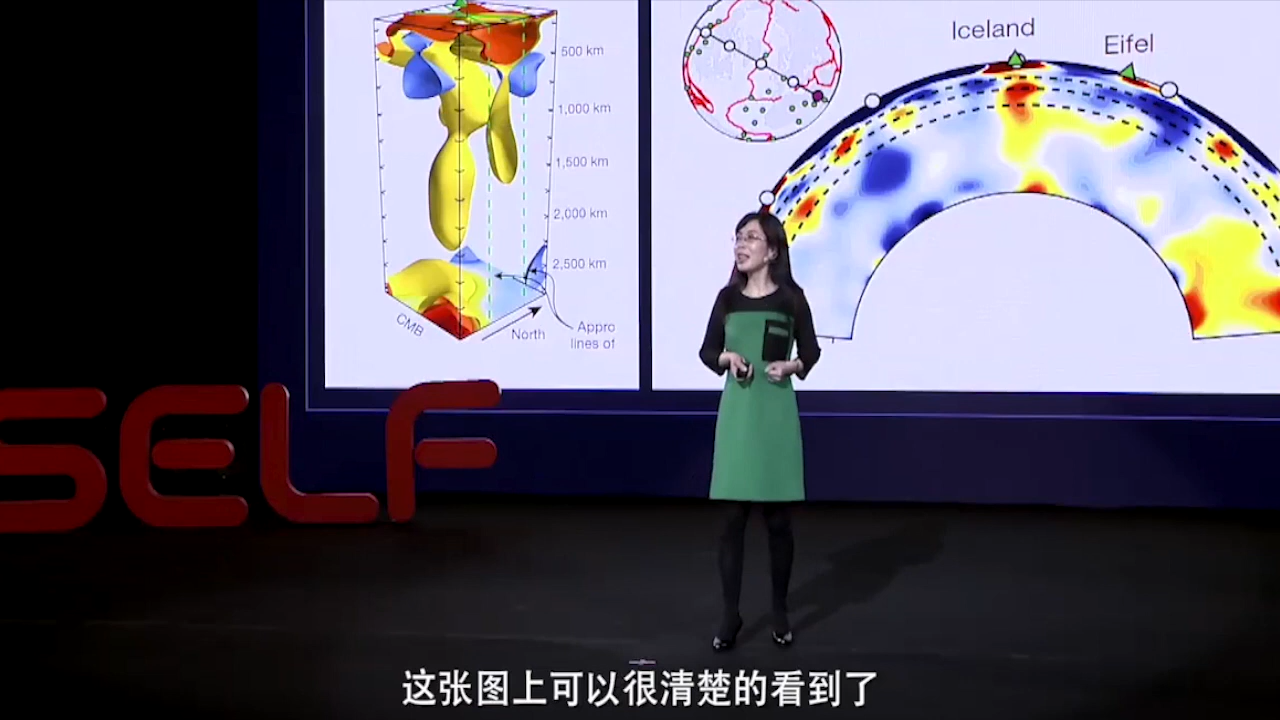 500 km
1,000 km
1,500 km
2,000 km
2,500 km
CMB
North
Appro
lines of
Iceland
Eifel
SELF
这张图上可以很清楚的看到了